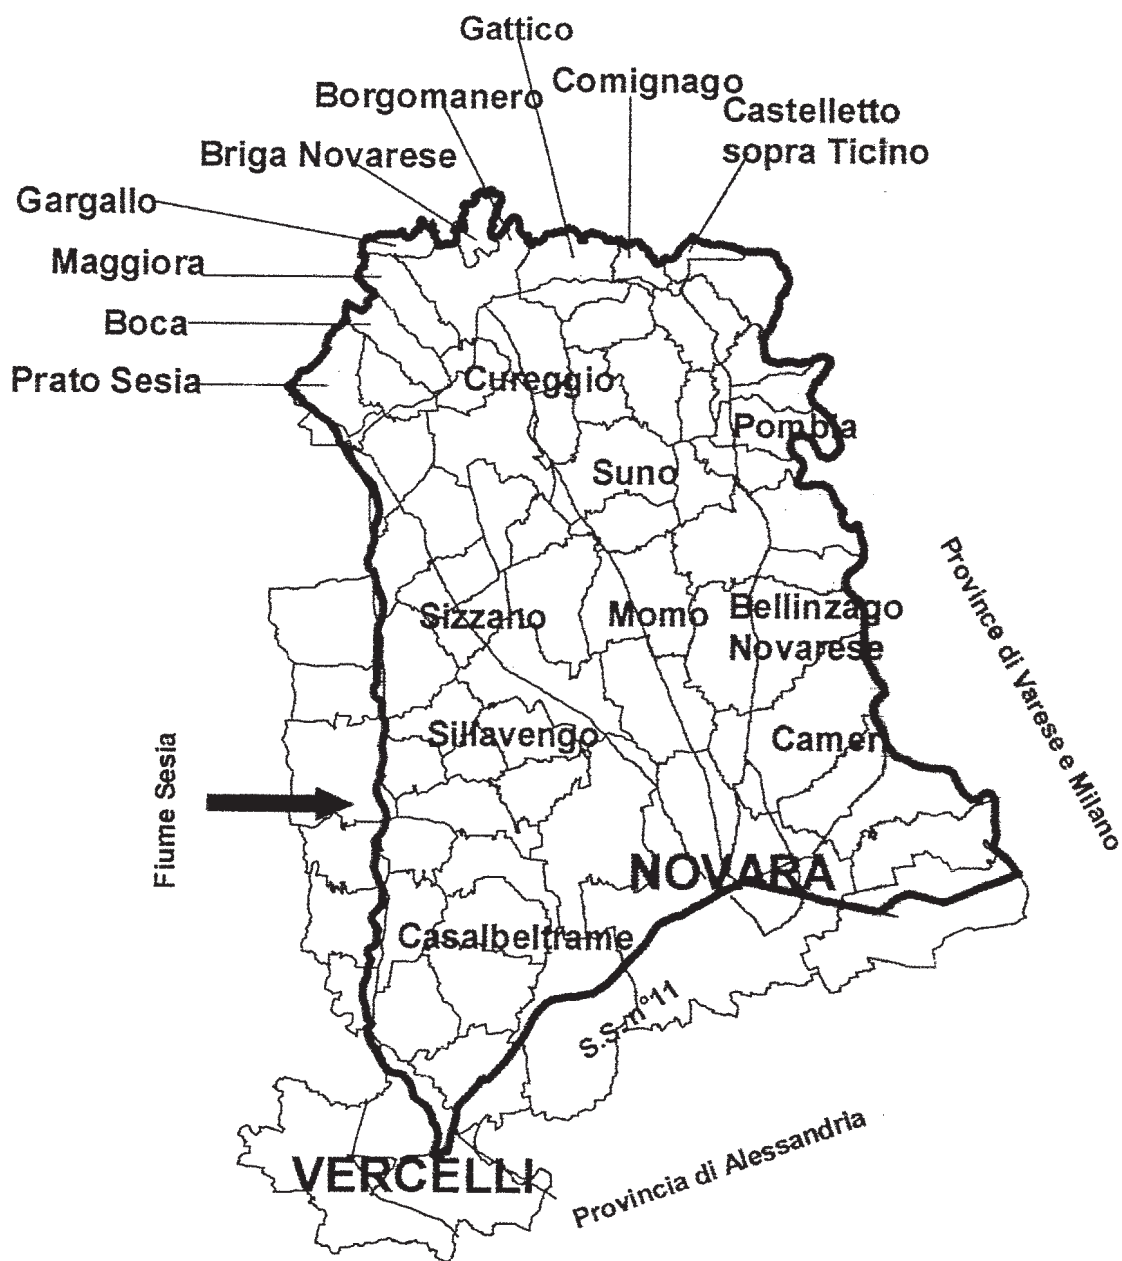 Gattico
Comignago
Borgomanero
Castelletto
sopra Ticino
Briga Novarese
Gargallo
Maggiora
Boca
Prato Sesia
Cureggio
Pombia
Suno
Sizzano
Momo
Bellinzago
Novarese
Province di Varese e Milano
Sillavengo
Cameri
Fiume Sesia
NOVARA
Casalbeltrame
S.S. n°11
VERCELLI
Provincia di Alessandria